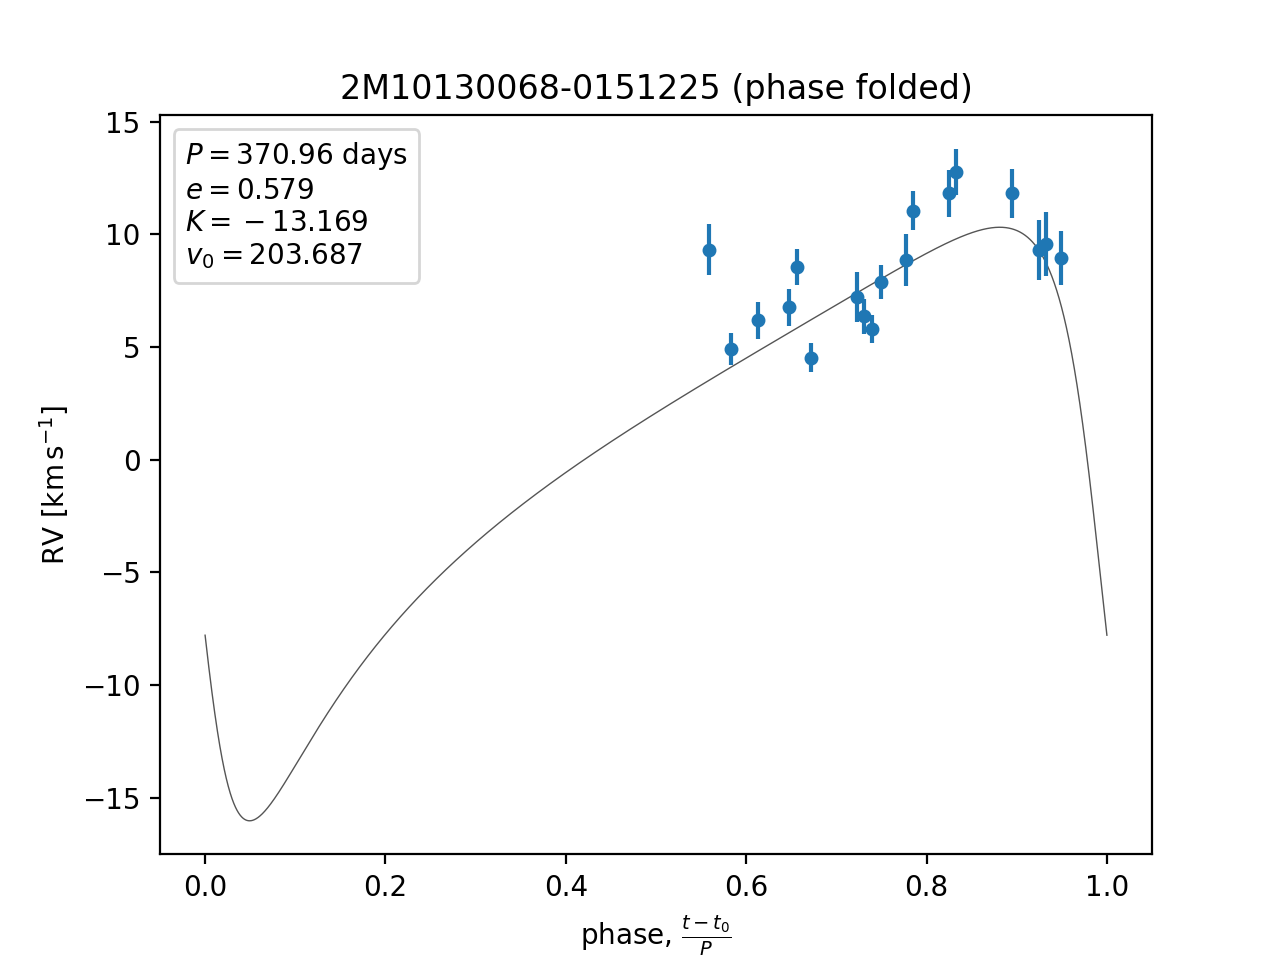 2M10130068-0151225 (phase folded)
P = 370.96 days
e = 0.579
K = −13.169
v₀ = 203.687
15
10
5
0
−5
−10
−15
RV [km s⁻¹]
0.0 0.2 0.4 0.6 0.8 1.0
phase, (t − t₀)/P